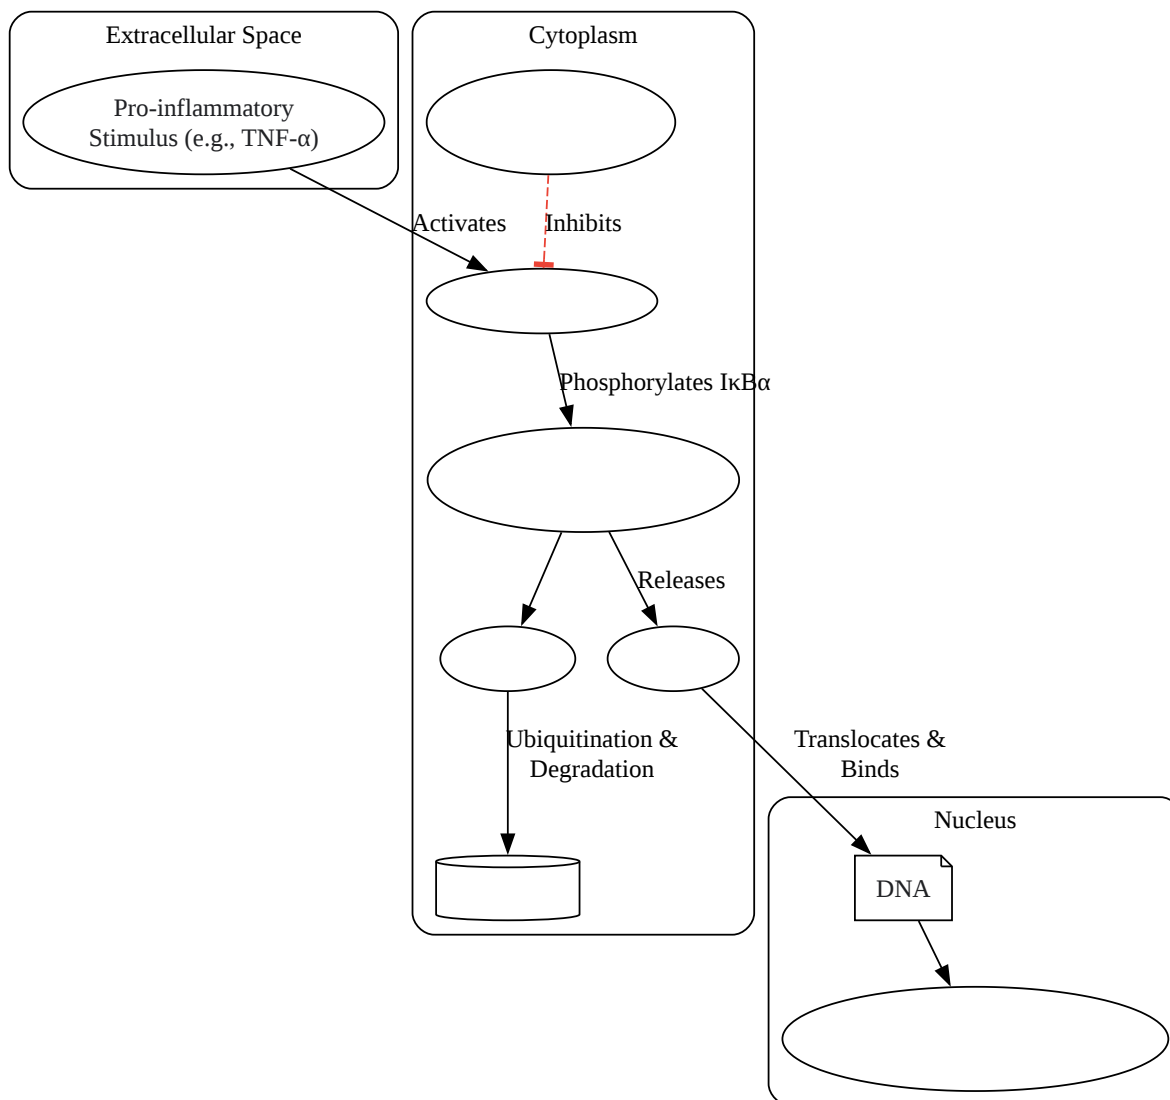 Extracellular Space
Pro-inflammatory
Stimulus (e.g., TNF-α)
Cytoplasm
Activates
Inhibits
Phosphorylates IκBα
Releases
Ubiquitination &
Degradation
Translocates &
Binds
Nucleus
DNA